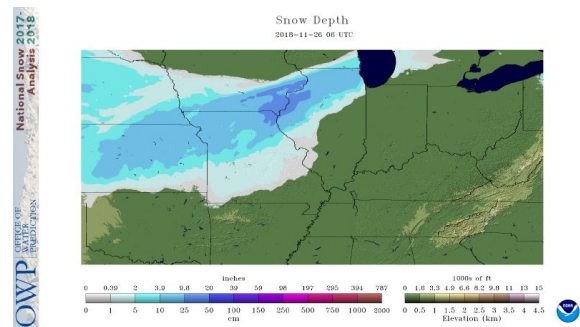 Snow Depth
2018-11-26 06 UTC
National Snow 2017-
Analysis 2018
OWP OFFICE OF
WATER
PREDICTION
inches
0 0.39 2 3.9 9.8 20 39 59 98 197 295 394 787
0 1 5 10 25 50 100 150 250 500 750 1000 2000
cm
1000s of ft
0 1.6 3.3 4.9 6.6 8.2 9.8 11 13 15
0 0.5 1 1.5 2 2.5 3 3.5 4 4.5
Elevation (km)